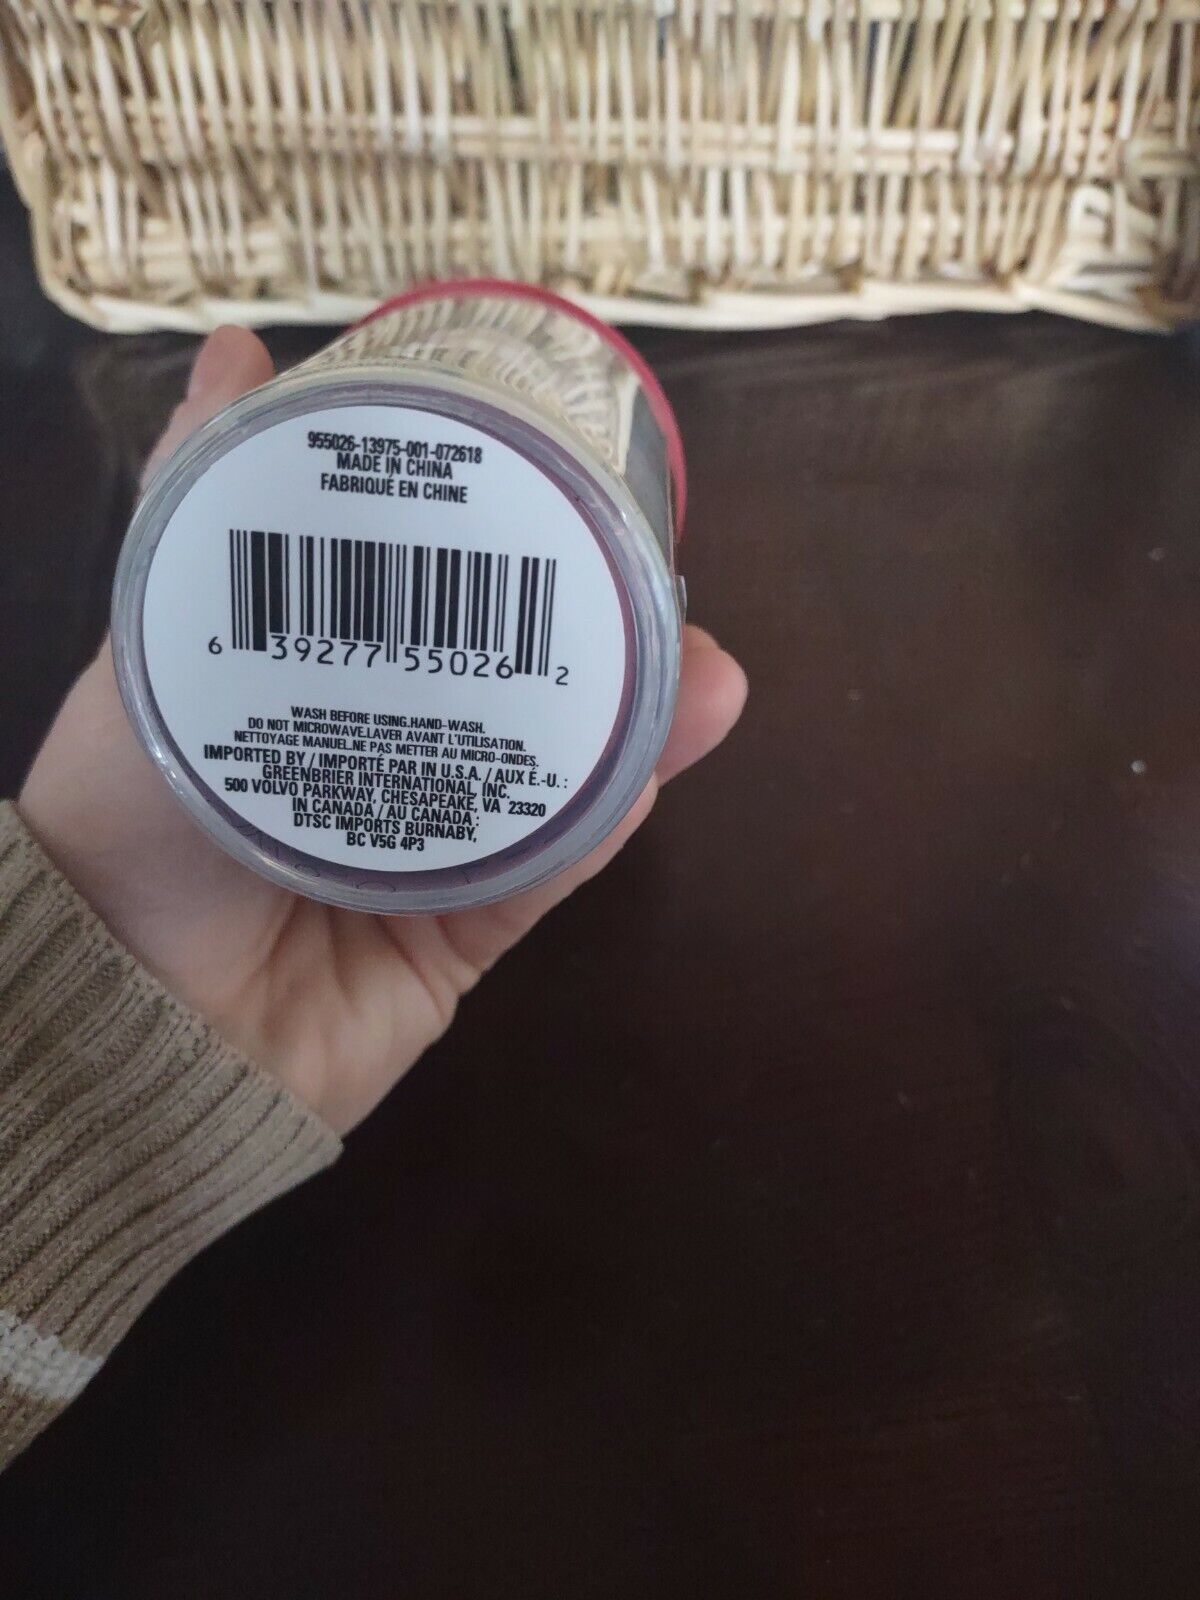 955026-13975-001-072618
MADE IN CHINA
FABRIQUÉ EN CHINE
6 39277 55026 2
WASH BEFORE USING.HAND-WASH.
DO NOT MICROWAVE.LAVER AVANT L'UTILISATION.
NETTOYAGE MANUEL.NE PAS METTER AU MICRO-ONDES.
IMPORTED BY / IMPORTÉ PAR IN U.S.A. / AUX É.-U. :
GREENBRIER INTERNATIONAL, INC.
500 VOLVO PARKWAY, CHESAPEAKE, VA 23320
IN CANADA / AU CANADA :
DTSC IMPORTS BURNABY,
BC V5G 4P3